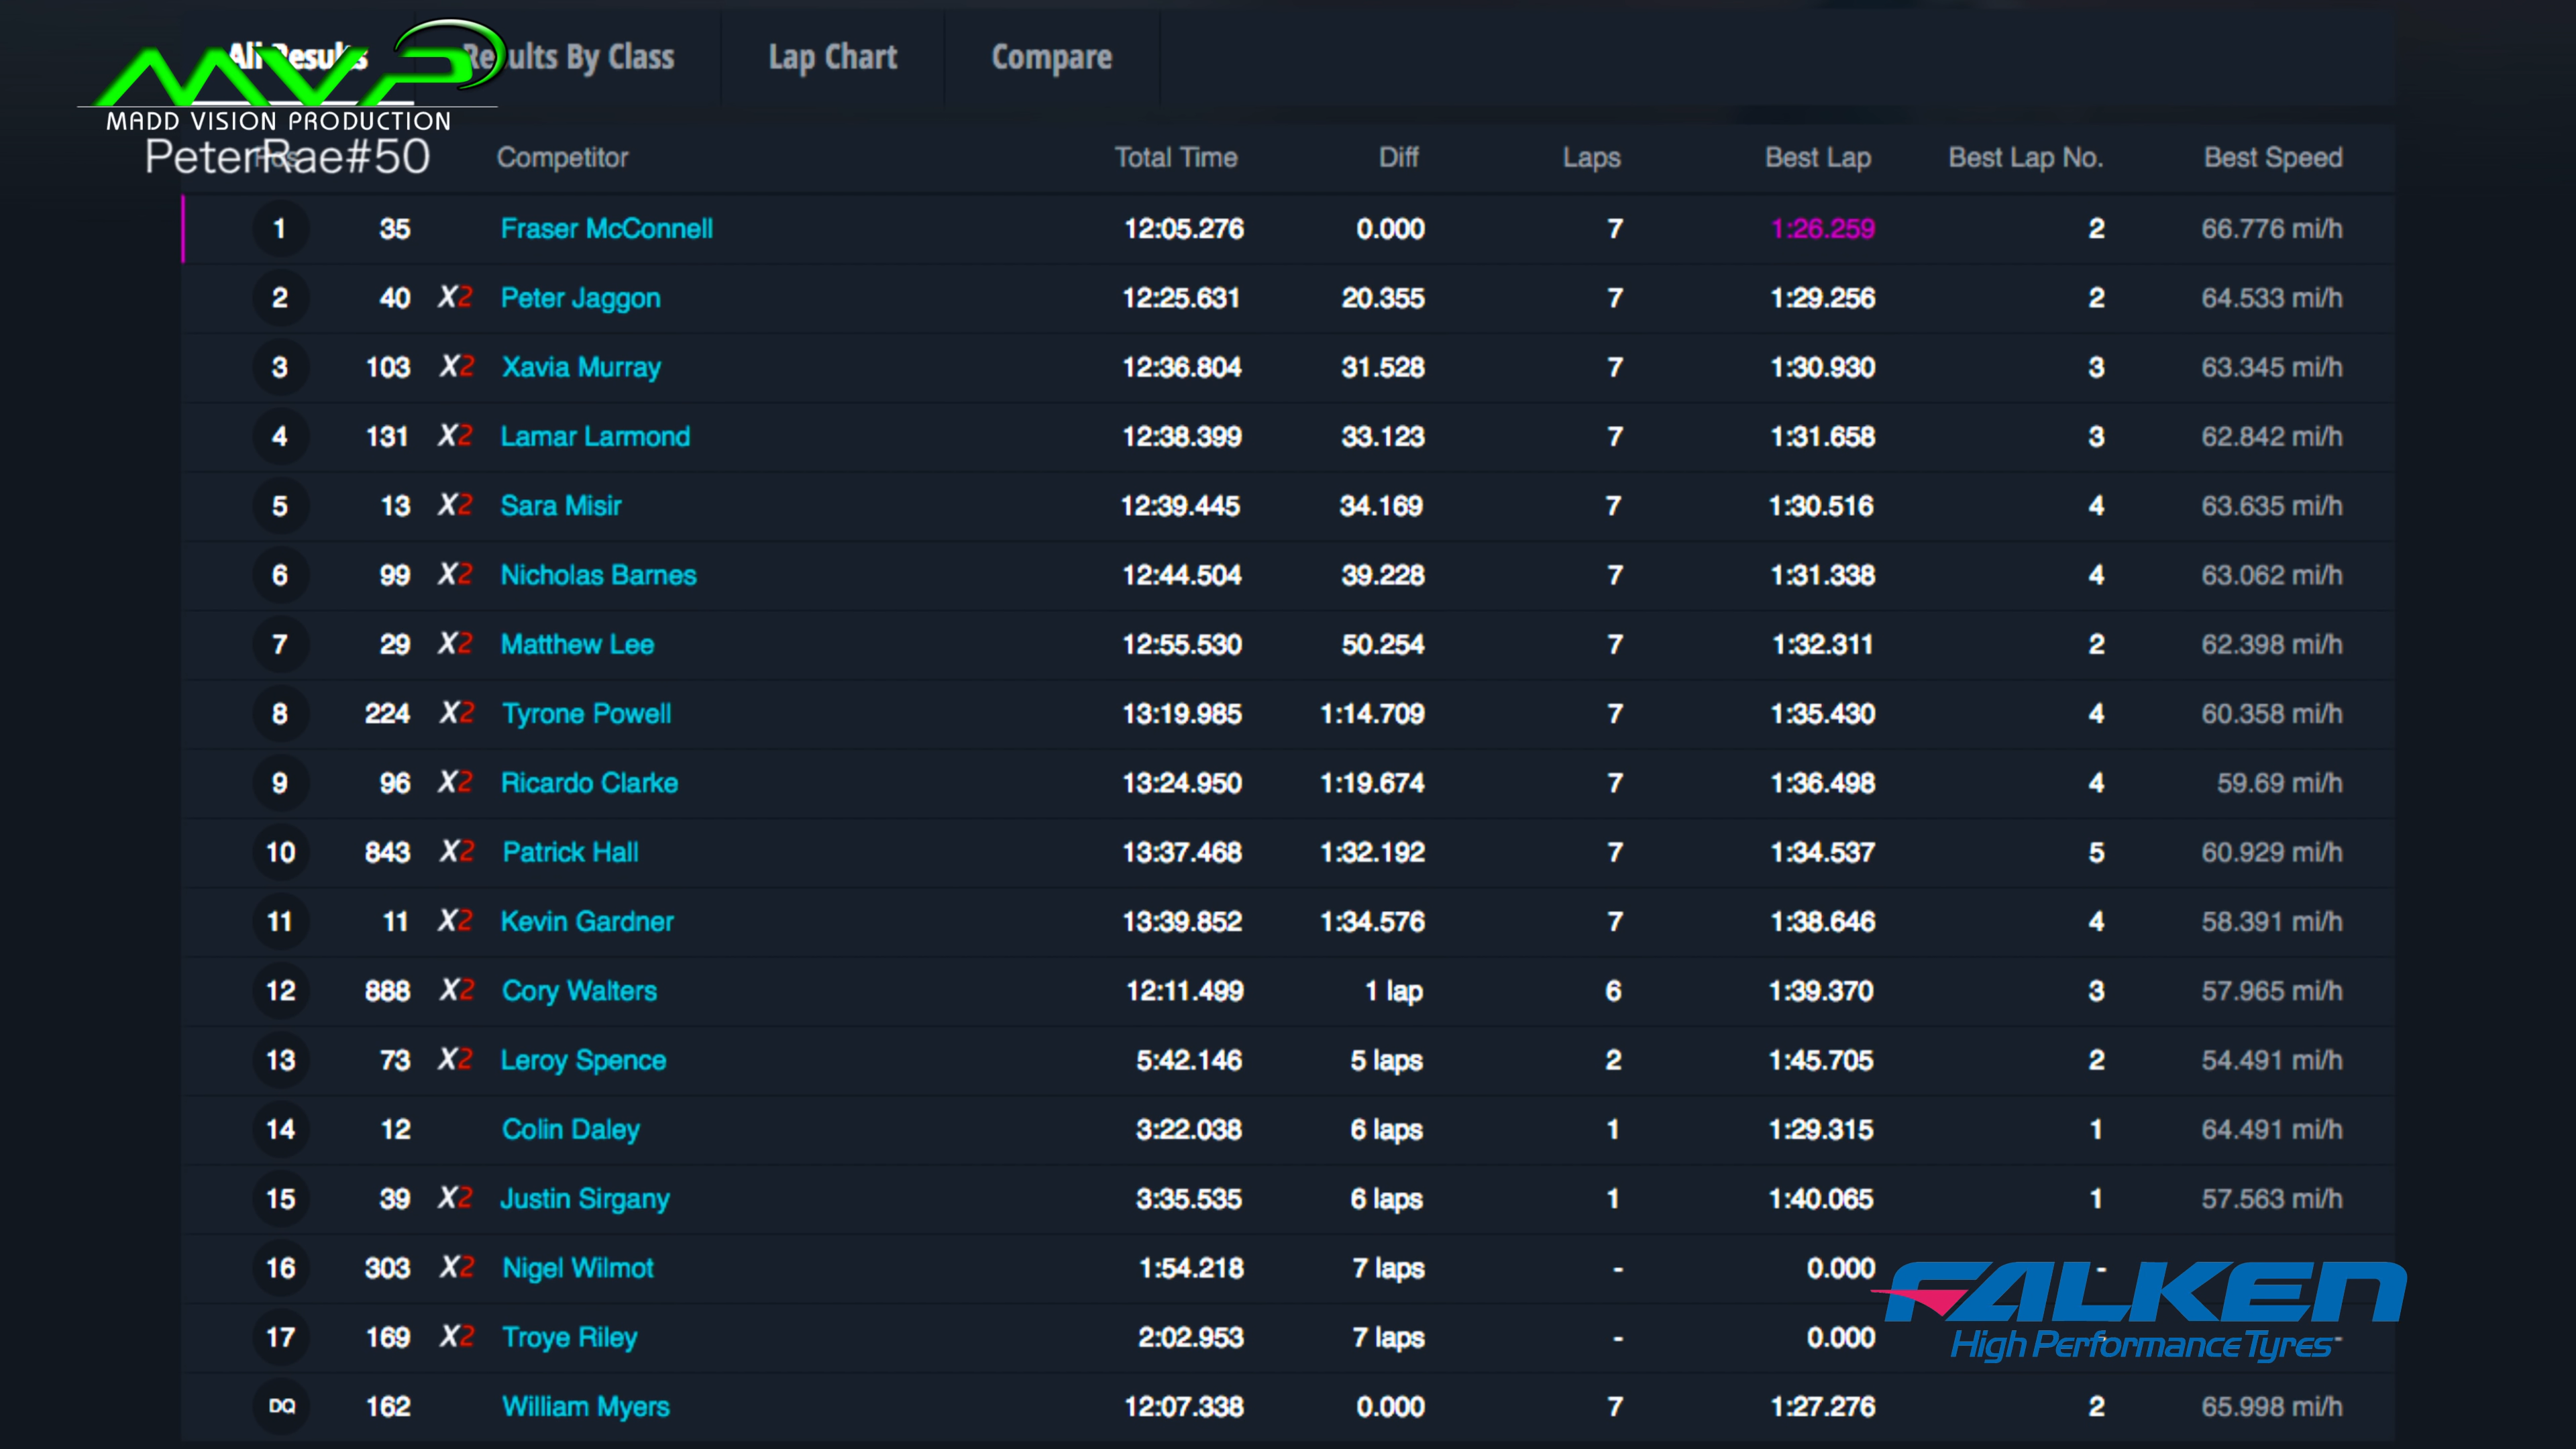 All Results Results By Class Lap Chart Compare
MVP
MADD VISION PRODUCTION
PeterRae#50
Pos Competitor Total Time Diff Laps Best Lap Best Lap No. Best Speed
1 35 Fraser McConnell 12:05.276 0.000 7 1:26.259 2 66.776 mi/h
2 40 X2 Peter Jaggon 12:25.631 20.355 7 1:29.256 2 64.533 mi/h
3 103 X2 Xavia Murray 12:36.804 31.528 7 1:30.930 3 63.345 mi/h
4 131 X2 Lamar Larmond 12:38.399 33.123 7 1:31.658 3 62.842 mi/h
5 13 X2 Sara Misir 12:39.445 34.169 7 1:30.516 4 63.635 mi/h
6 99 X2 Nicholas Barnes 12:44.504 39.228 7 1:31.338 4 63.062 mi/h
7 29 X2 Matthew Lee 12:55.530 50.254 7 1:32.311 2 62.398 mi/h
8 224 X2 Tyrone Powell 13:19.985 1:14.709 7 1:35.430 4 60.358 mi/h
9 96 X2 Ricardo Clarke 13:24.950 1:19.674 7 1:36.498 4 59.69 mi/h
10 843 X2 Patrick Hall 13:37.468 1:32.192 7 1:34.537 5 60.929 mi/h
11 11 X2 Kevin Gardner 13:39.852 1:34.576 7 1:38.646 4 58.391 mi/h
12 888 X2 Cory Walters 12:11.499 1 lap 6 1:39.370 3 57.965 mi/h
13 73 X2 Leroy Spence 5:42.146 5 laps 2 1:45.705 2 54.491 mi/h
14 12 Colin Daley 3:22.038 6 laps 1 1:29.315 1 64.491 mi/h
15 39 X2 Justin Sirgany 3:35.535 6 laps 1 1:40.065 1 57.563 mi/h
16 303 X2 Nigel Wilmot 1:54.218 7 laps - 0.000 -
17 169 X2 Troye Riley 2:02.953 7 laps - 0.000 - -
FALKEN
High Performance Tyres
DQ 162 William Myers 12:07.338 0.000 7 1:27.276 2 65.998 mi/h